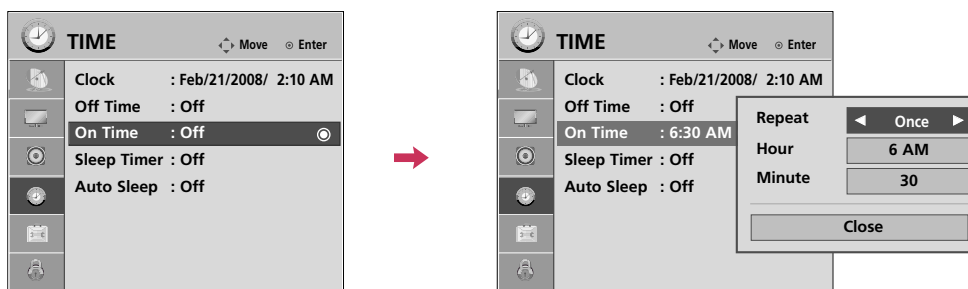 TIME
Move Enter
Clock : Feb/21/2008/ 2:10 AM
Off Time : Off
On Time : Off
Sleep Timer : Off
Auto Sleep : Off
TIME
Move Enter
Clock : Feb/21/2008/ 2:10 AM
Off Time : Off
On Time : 6:30 AM
Sleep Timer : Off
Auto Sleep : Off
Repeat Once
Hour 6 AM
Minute 30
Close